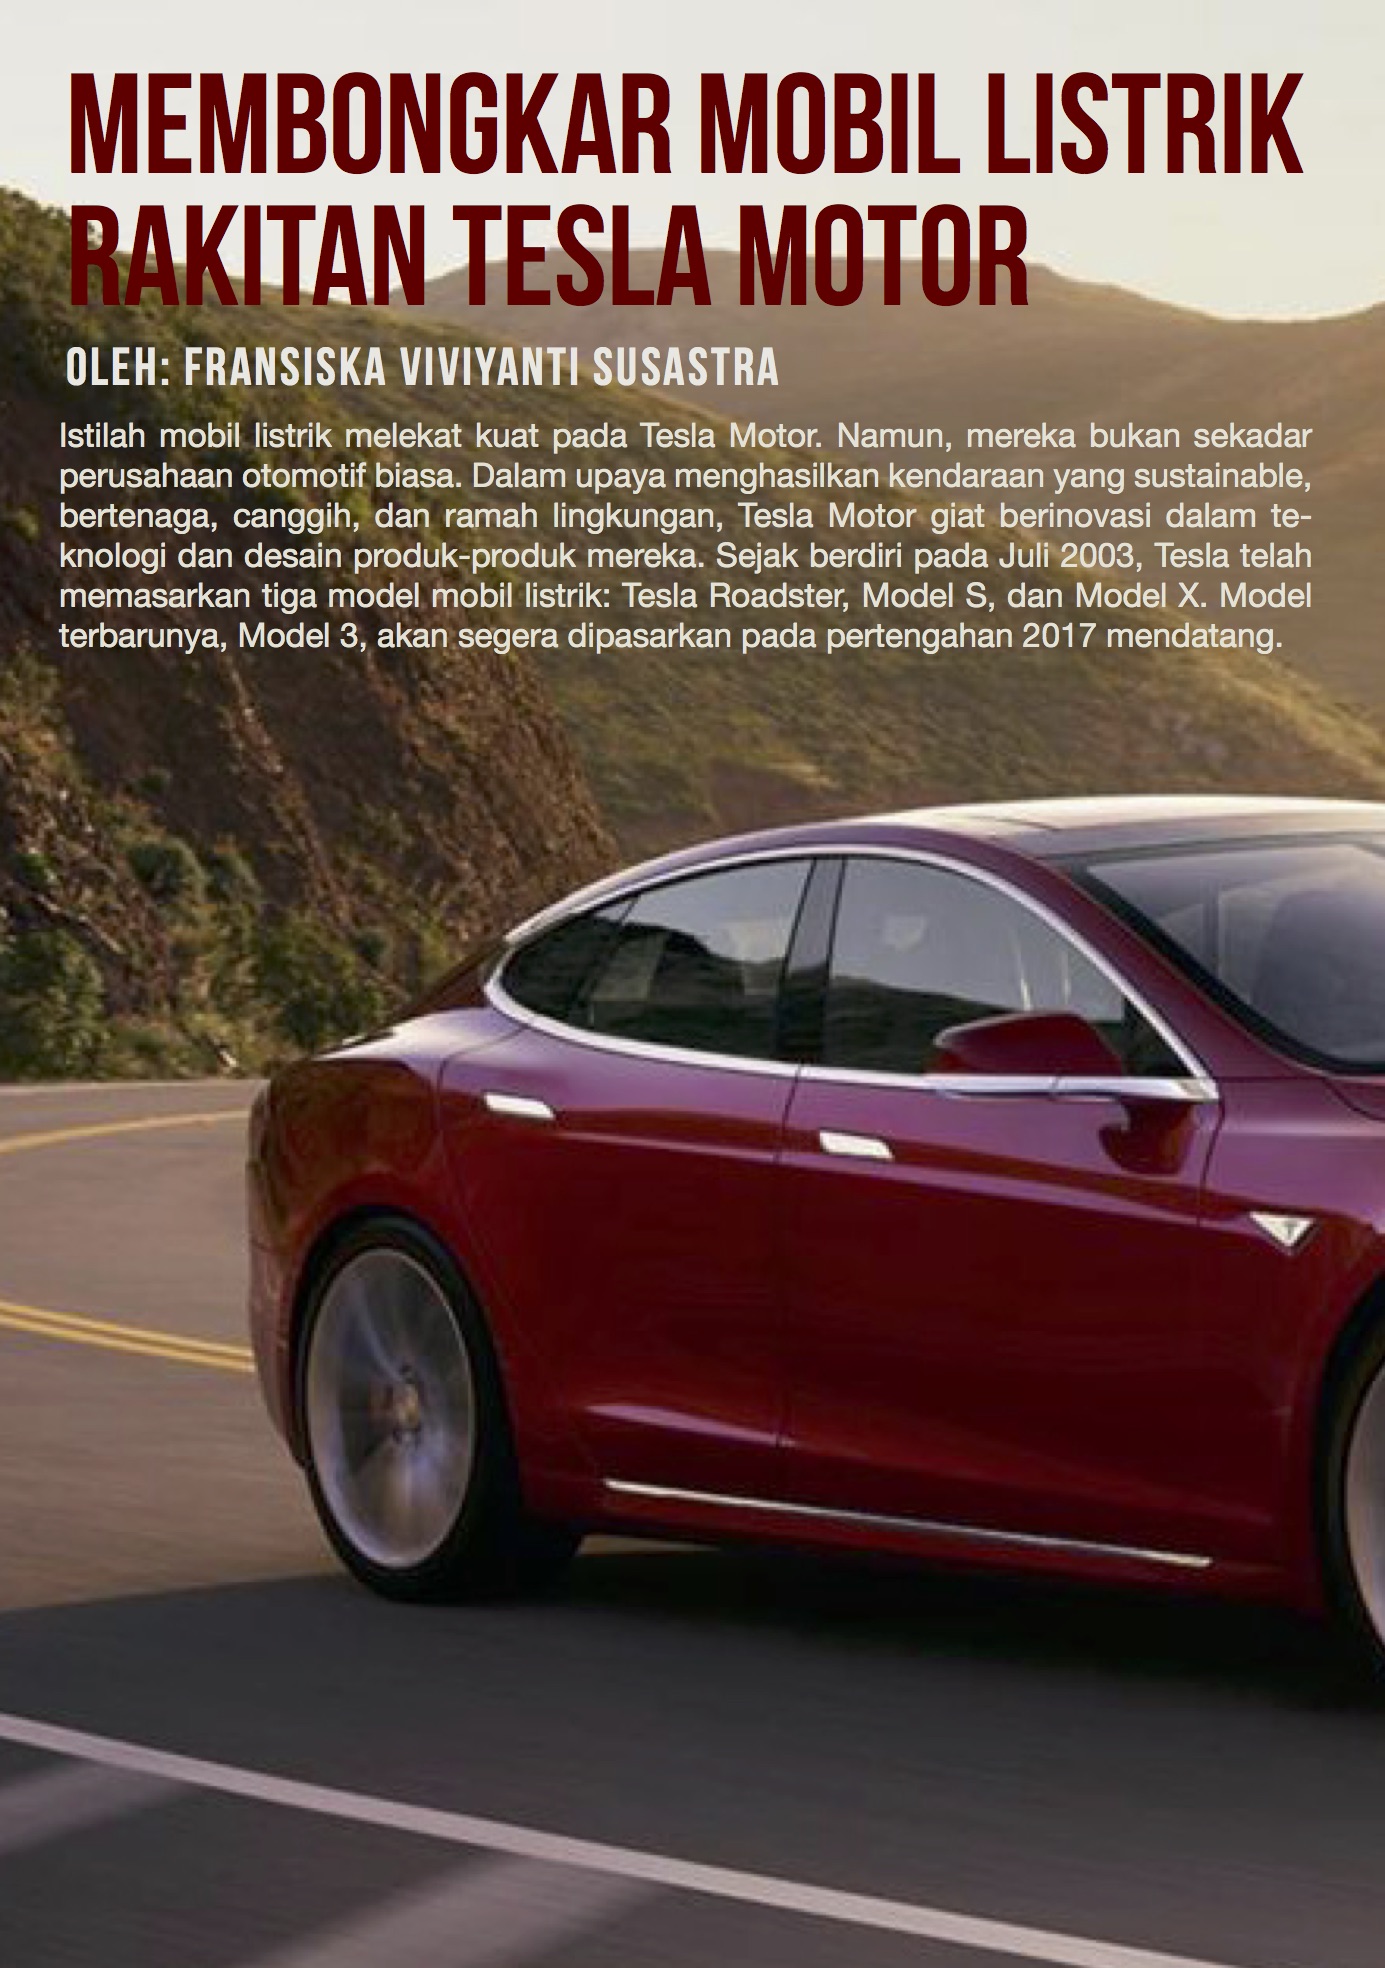 MEMBONGKAR MOBIL LISTRIK
RAKITAN TESLA MOTOR
OLEH: FRANSISKA VIVIYANTI SUSASTRA
Istilah mobil listrik melekat kuat pada Tesla Motor. Namun, mereka bukan sekadar
perusahaan otomotif biasa. Dalam upaya menghasilkan kendaraan yang sustainable,
bertenaga, canggih, dan ramah lingkungan, Tesla Motor giat berinovasi dalam te-
knologi dan desain produk-produk mereka. Sejak berdiri pada Juli 2003, Tesla telah
memasarkan tiga model mobil listrik: Tesla Roadster, Model S, dan Model X. Model
terbarunya, Model 3, akan segera dipasarkan pada pertengahan 2017 mendatang.